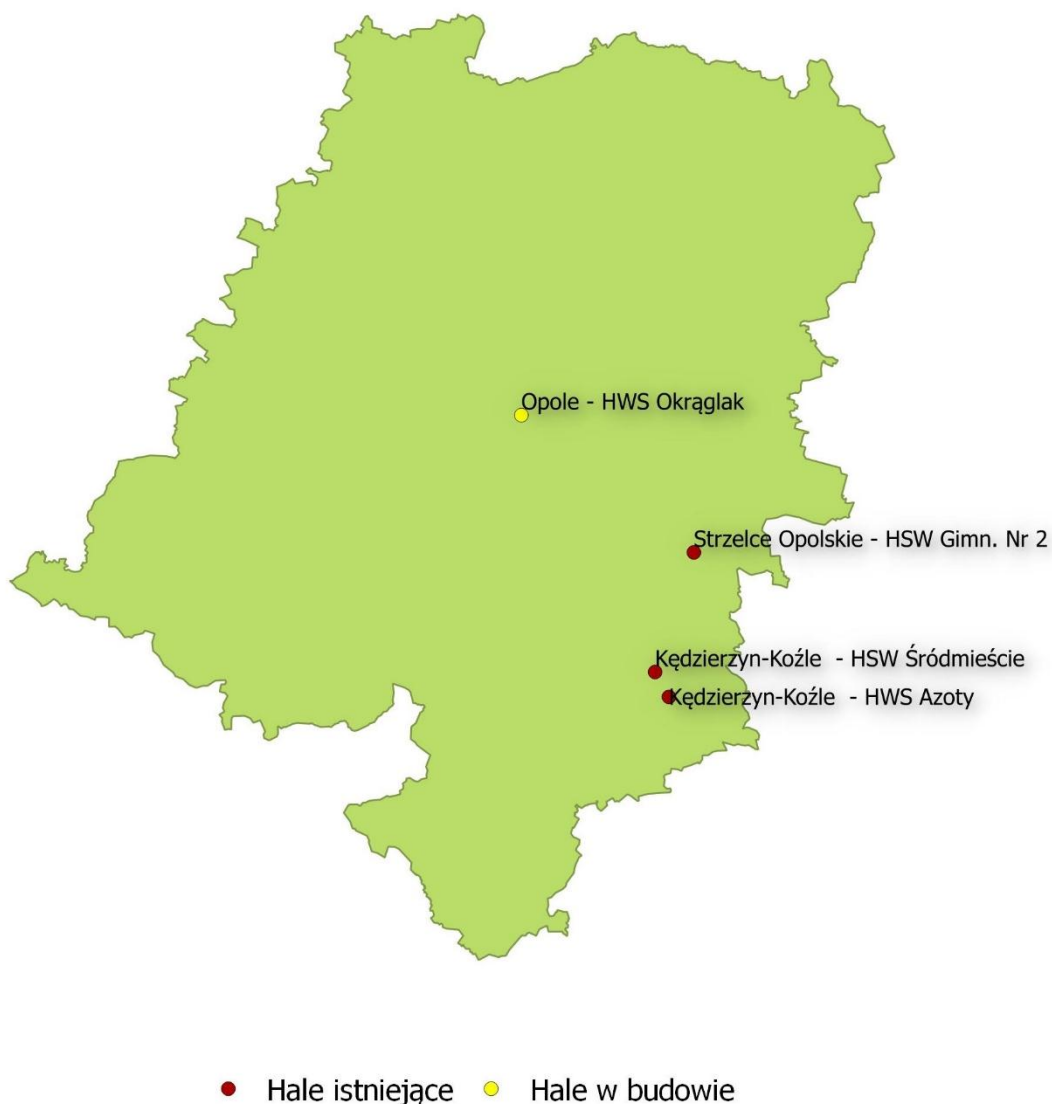 Opole - HWS Okrąglak
Strzelce Opolskie - HSW Gimn. Nr 2
Kędzierzyn-Koźle - HSW Śródmieście
Kędzierzyn-Koźle - HWS Azoty
Hale istniejące Hale w budowie